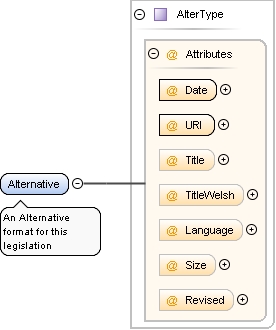 AlterType
Attributes
@ Date
@ URI
@ Title
@ TitleWelsh
@ Language
@ Size
@ Revised
Alternative
An Alternative
format for this
legislation